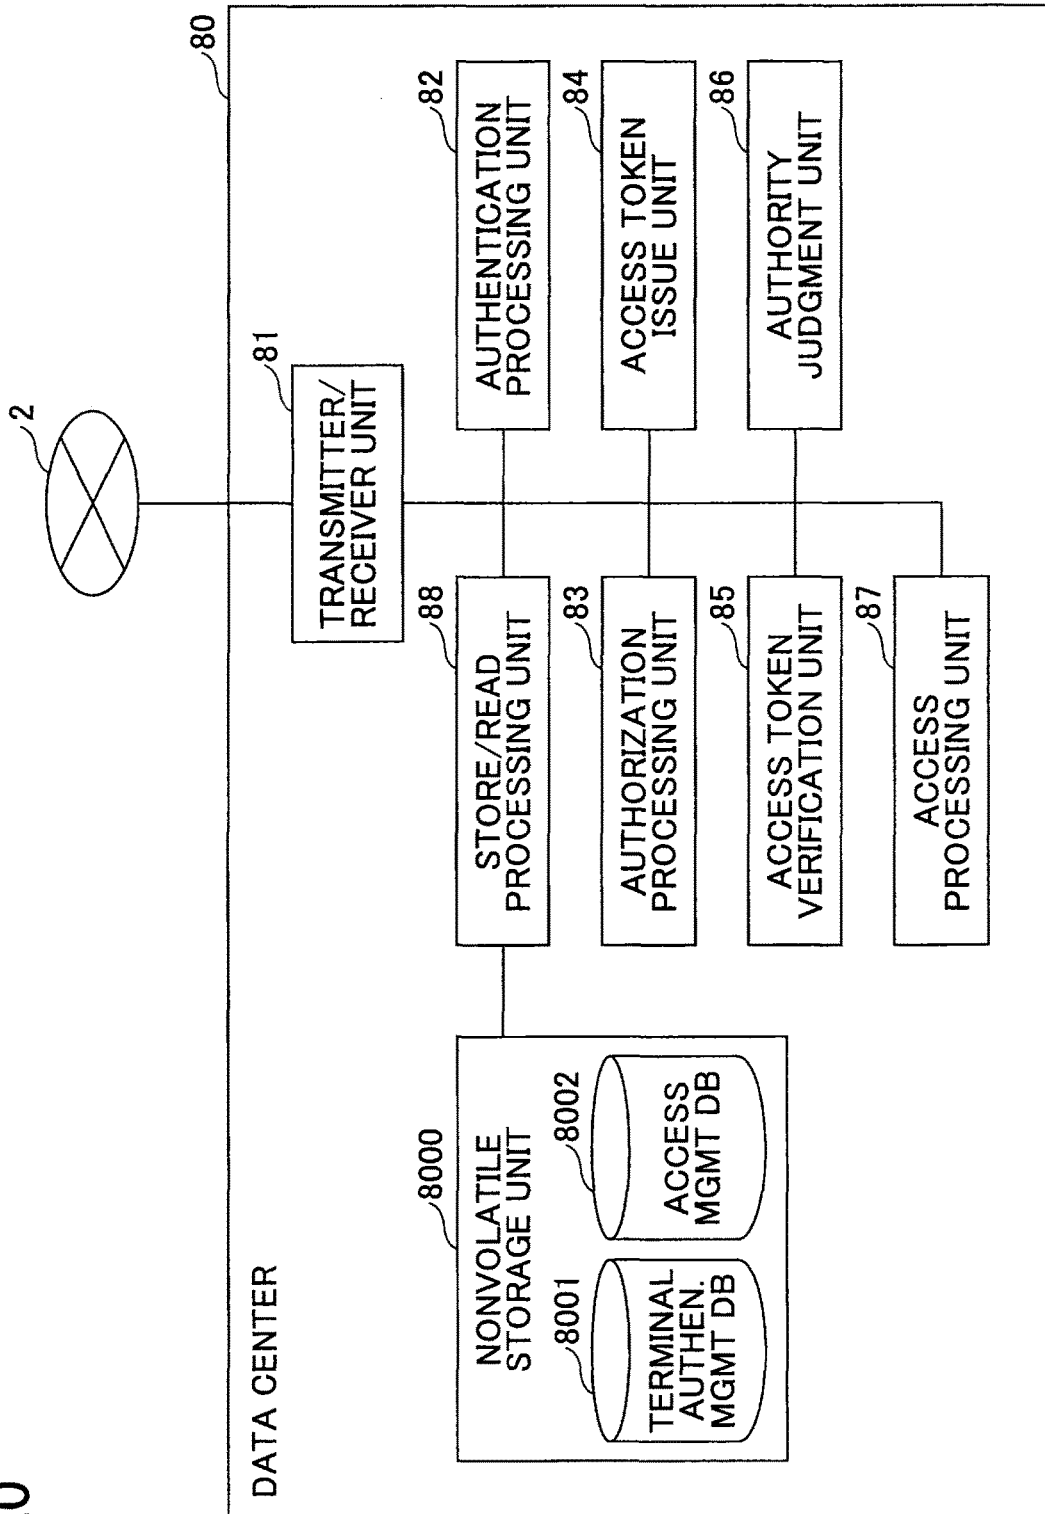 2
80
DATA CENTER
81
TRANSMITTER/
RECEIVER UNIT
8000
NONVOLATILE
STORAGE UNIT
8001
TERMINAL
AUTHEN.
MGMT DB
8002
ACCESS
MGMT DB
88
STORE/READ
PROCESSING UNIT
82
AUTHENTICATION
PROCESSING UNIT
83
AUTHORIZATION
PROCESSING UNIT
84
ACCESS TOKEN
ISSUE UNIT
85
ACCESS TOKEN
VERIFICATION UNIT
86
AUTHORITY
JUDGMENT UNIT
87
ACCESS
PROCESSING UNIT